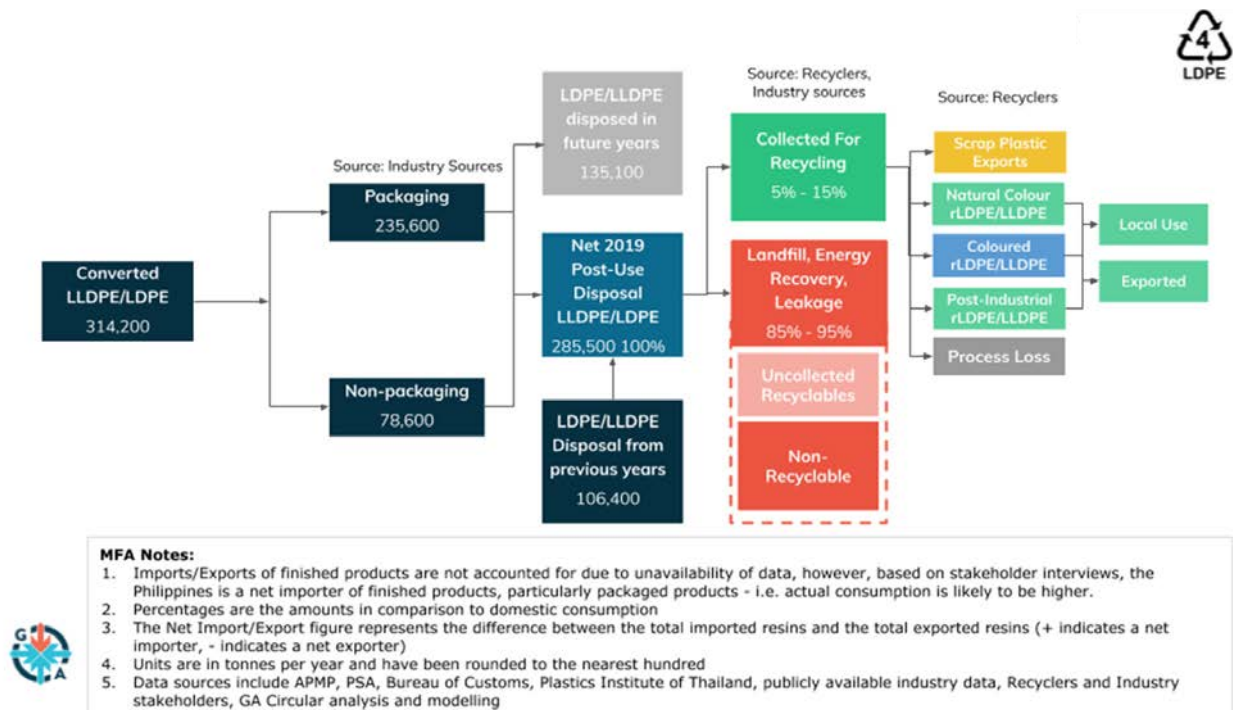 4
LDPE
Source: Recyclers,
Industry sources
Source: Recyclers
Source: Industry Sources
LDPE/LLDPE
disposed in
future years
135,100
Collected For
Recycling
5% - 15%
Scrap Plastic
Exports
Packaging
235,600
Natural Colour
rLDPE/LLDPE
Local Use
Converted
LLDPE/LDPE
314,200
Net 2019
Post-Use
Disposal
LLDPE/LDPE
285,500 100%
Landfill, Energy
Recovery,
Leakage
85% - 95%
Coloured
rLDPE/LLDPE
Exported
Post-Industrial
rLDPE/LLDPE
Process Loss
Uncollected
Recyclables
Non-packaging
78,600
LDPE/LLDPE
Disposal from
previous years
106,400
Non-
Recyclable
MFA Notes:
1. Imports/Exports of finished products are not accounted for due to unavailability of data, however, based on stakeholder interviews, the
Philippines is a net importer of finished products, particularly packaged products - i.e. actual consumption is likely to be higher.
2. Percentages are the amounts in comparison to domestic consumption
3. The Net Import/Export figure represents the difference between the total imported resins and the total exported resins (+ indicates a net
importer, - indicates a net exporter)
4. Units are in tonnes per year and have been rounded to the nearest hundred
5. Data sources include APMP, PSA, Bureau of Customs, Plastics Institute of Thailand, publicly available industry data, Recyclers and Industry
stakeholders, GA Circular analysis and modelling
G
A